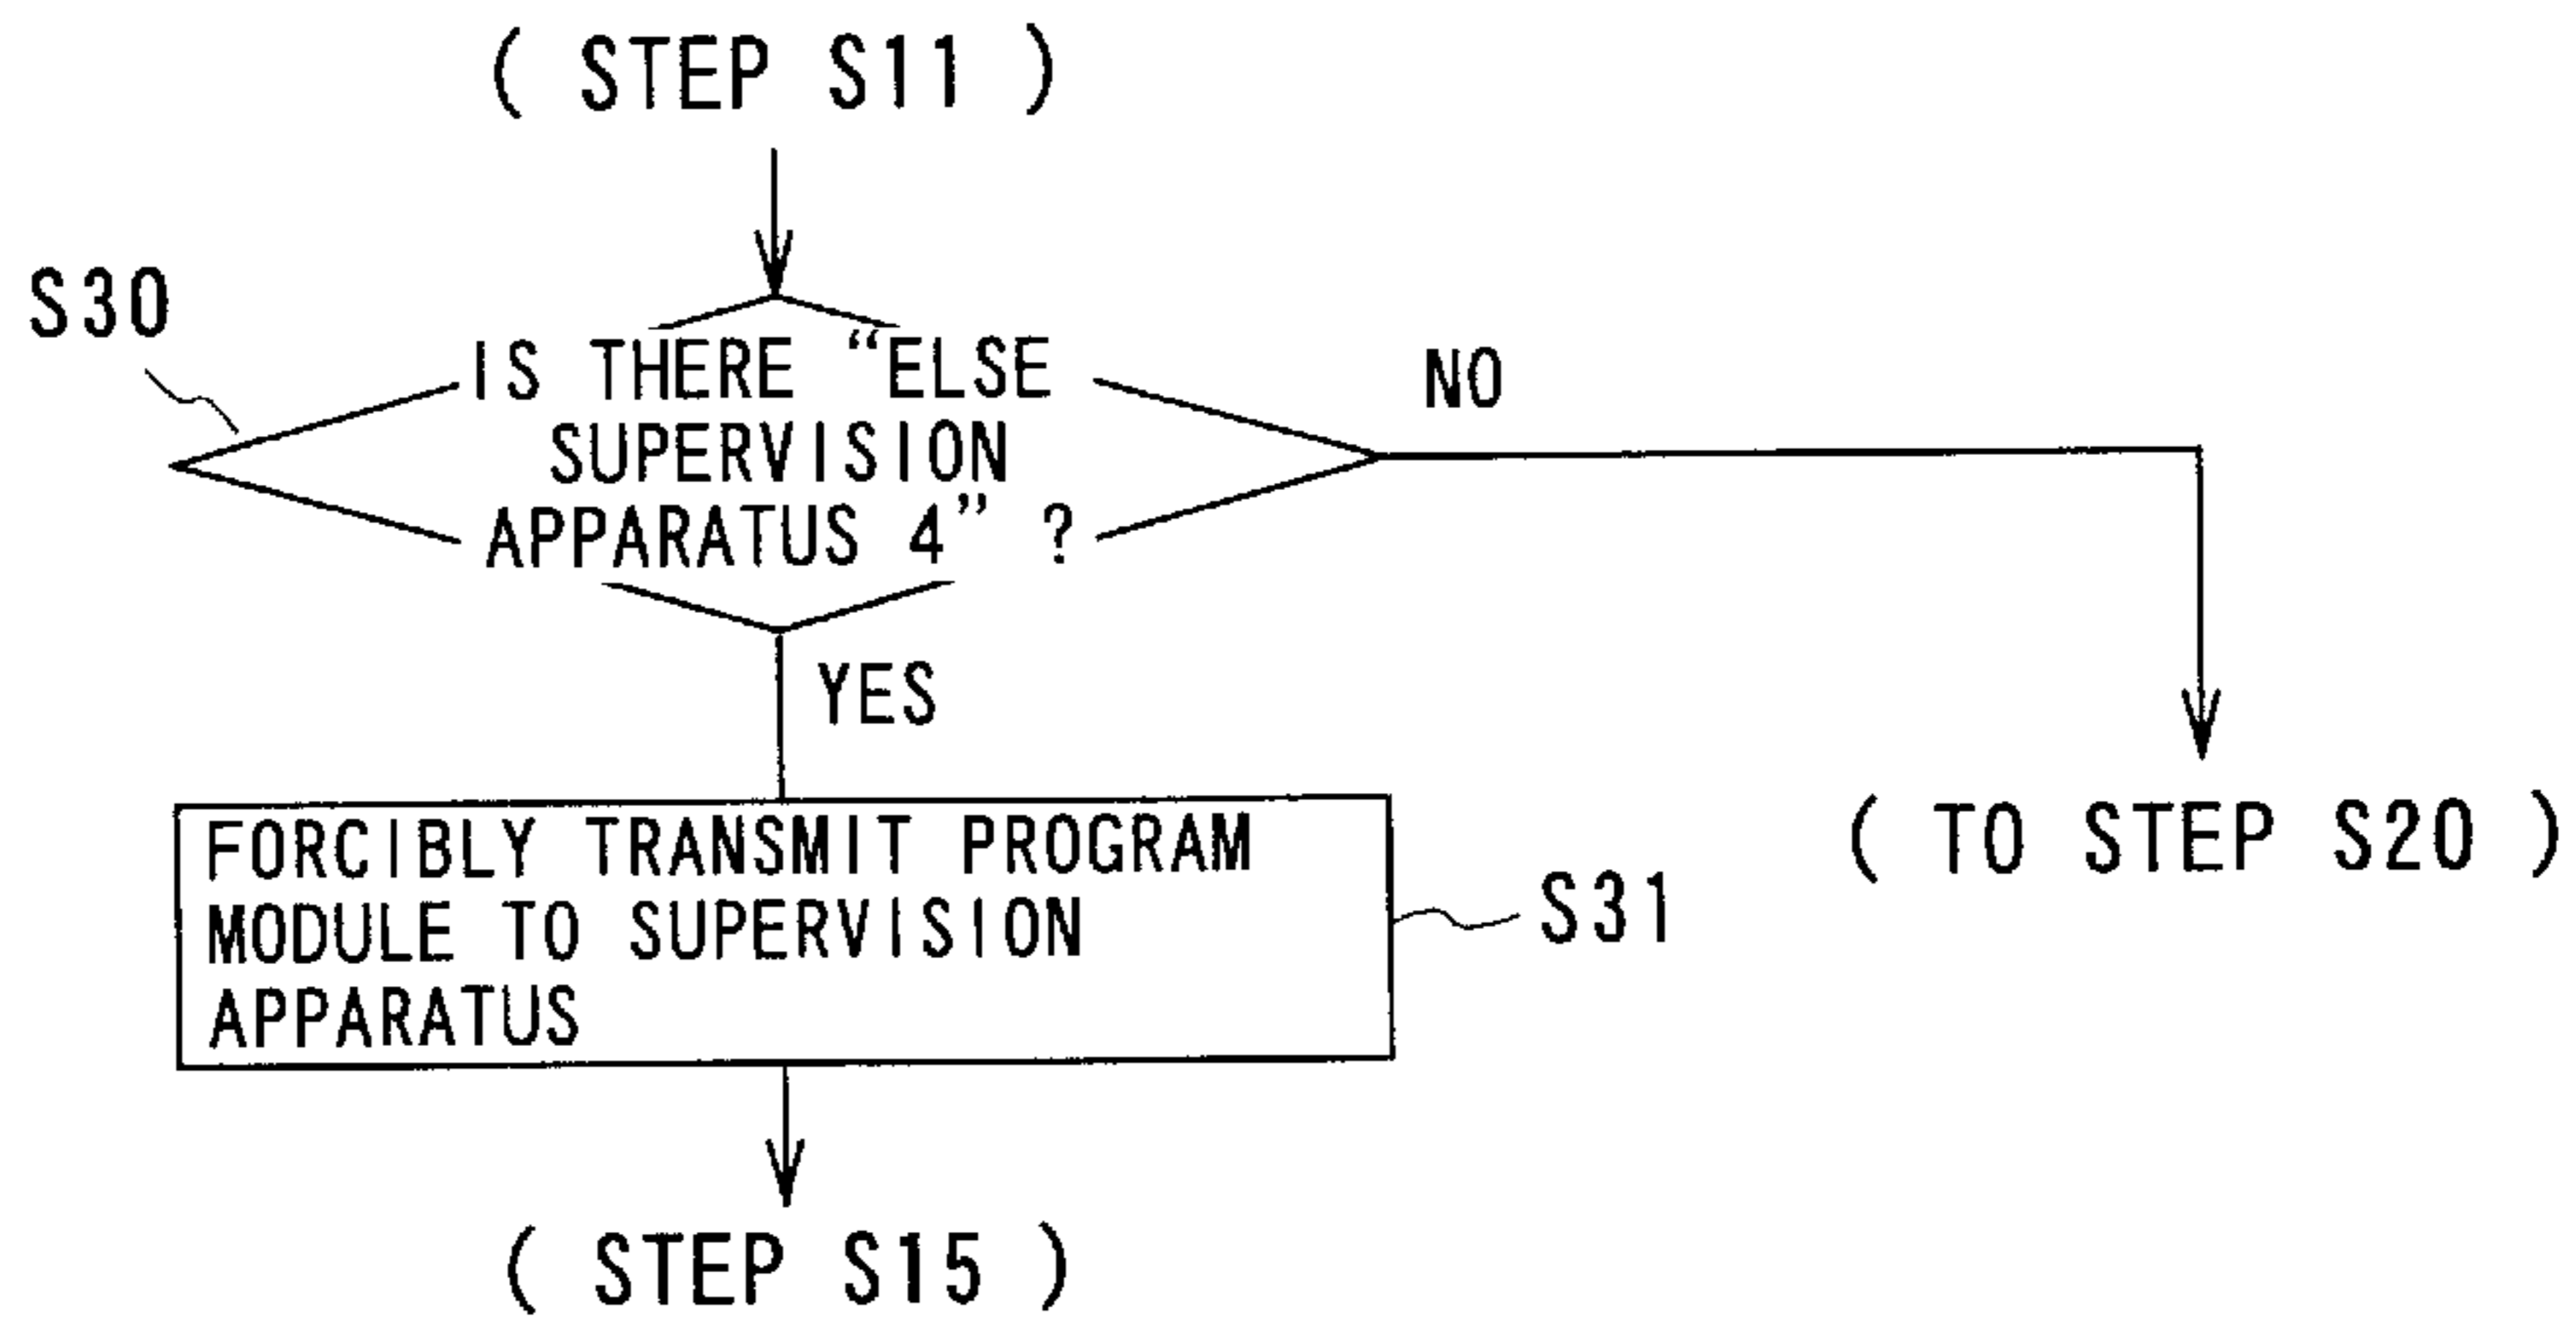 ( STEP S11 )
S30
IS THERE “ELSE
SUPERVISION
APPARATUS 4” ?
NO
YES
FORCIBLY TRANSMIT PROGRAM
MODULE TO SUPERVISION
APPARATUS
S31
( TO STEP S20 )
( STEP S15 )